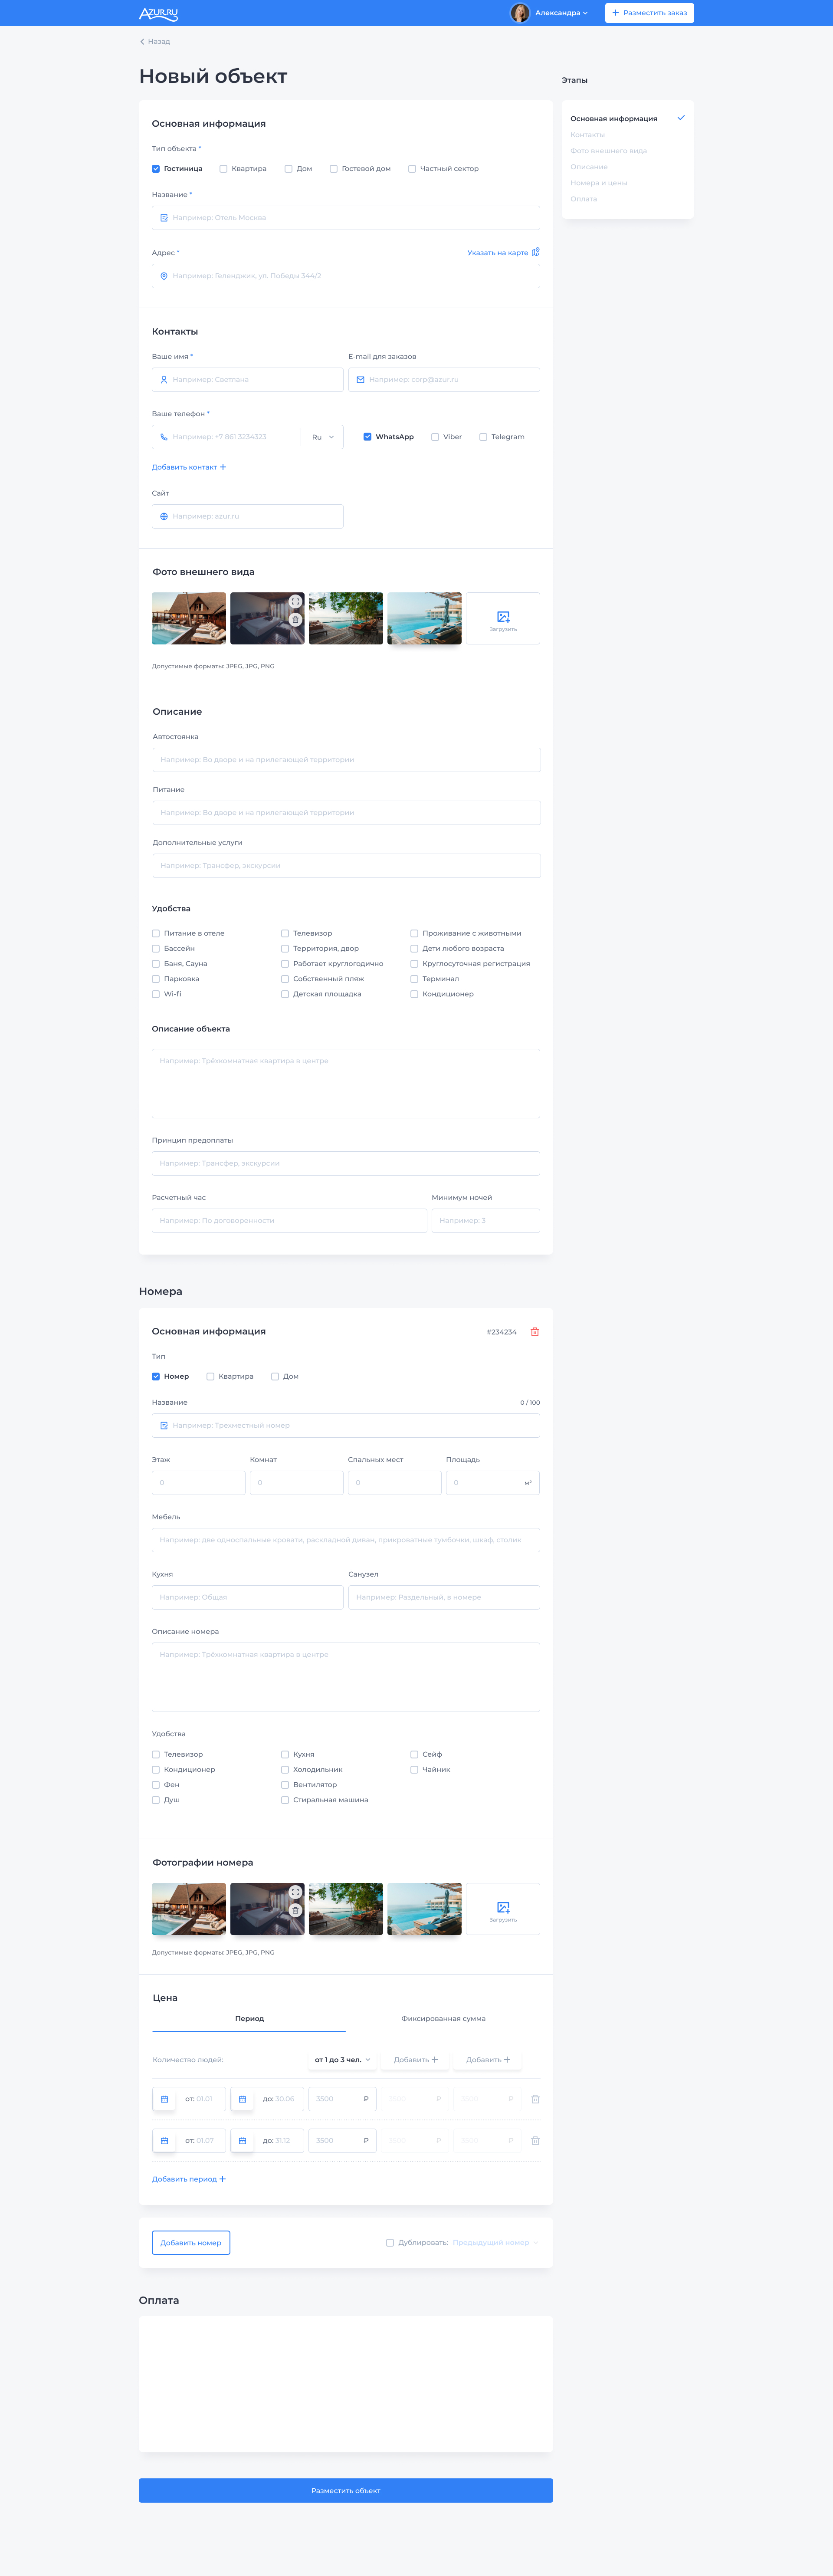 AZUR.RU
Александра
Разместить заказ
Назад
Новый объект
Этапы
Основная информация
Контакты
Фото внешнего вида
Описание
Номера и цены
Оплата
Основная информация
Тип объекта *
Гостиница Квартира Дом Гостевой дом Частный сектор
Название *
Например: Отель Москва
Адрес * Указать на карте
Например: Геленджик, ул. Победы 344/2
Контакты
Ваше имя * E-mail для заказов
Например: Светлана Например: corp@azur.ru
Ваше телефон *
Например: +7 861 3234323 Ru WhatsApp Viber Telegram
Добавить контакт
Сайт
Например: azur.ru
Фото внешнего вида
Загрузить
Допустимые форматы: JPEG, JPG, PNG
Описание
Автостоянка
Например: Во дворе и на прилегающей территории
Питание
Например: Во дворе и на прилегающей территории
Дополнительные услуги
Например: Трансфер, экскурсии
Удобства
Питание в отеле Телевизор Проживание с животными
Бассейн Территория, двор Дети любого возраста
Баня, Сауна Работает круглогодично Круглосуточная регистрация
Парковка Собственный пляж Терминал
Wi-fi Детская площадка Кондиционер
Описание объекта
Например: Трёхкомнатная квартира в центре
Принцип предоплаты
Например: Трансфер, экскурсии
Расчетный час Минимум ночей
Например: По договоренности Например: 3
Номера
Основная информация #234234
Тип
Номер Квартира Дом
Название 0 / 100
Например: Трехместный номер
Этаж Комнат Спальных мест Площадь
0 0 0 0 м²
Мебель
Например: две односпальные кровати, раскладной диван, прикроватные тумбочки, шкаф, столик
Кухня Санузел
Например: Общая Например: Раздельный, в номере
Описание номера
Например: Трёхкомнатная квартира в центре
Удобства
Телевизор Кухня Сейф
Кондиционер Холодильник Чайник
Фен Вентилятор
Душ Стиральная машина
Фотографии номера
Загрузить
Допустимые форматы: JPEG, JPG, PNG
Цена
Период Фиксированная сумма
Количество людей: от 1 до 3 чел. Добавить Добавить
от: 01.01 до: 30.06 3500 ₽ 3500 ₽ 3500 ₽
от: 01.07 до: 31.12 3500 ₽ 3500 ₽ 3500 ₽
Добавить период
Добавить номер Дублировать: Предыдущий номер
Оплата
Разместить объект